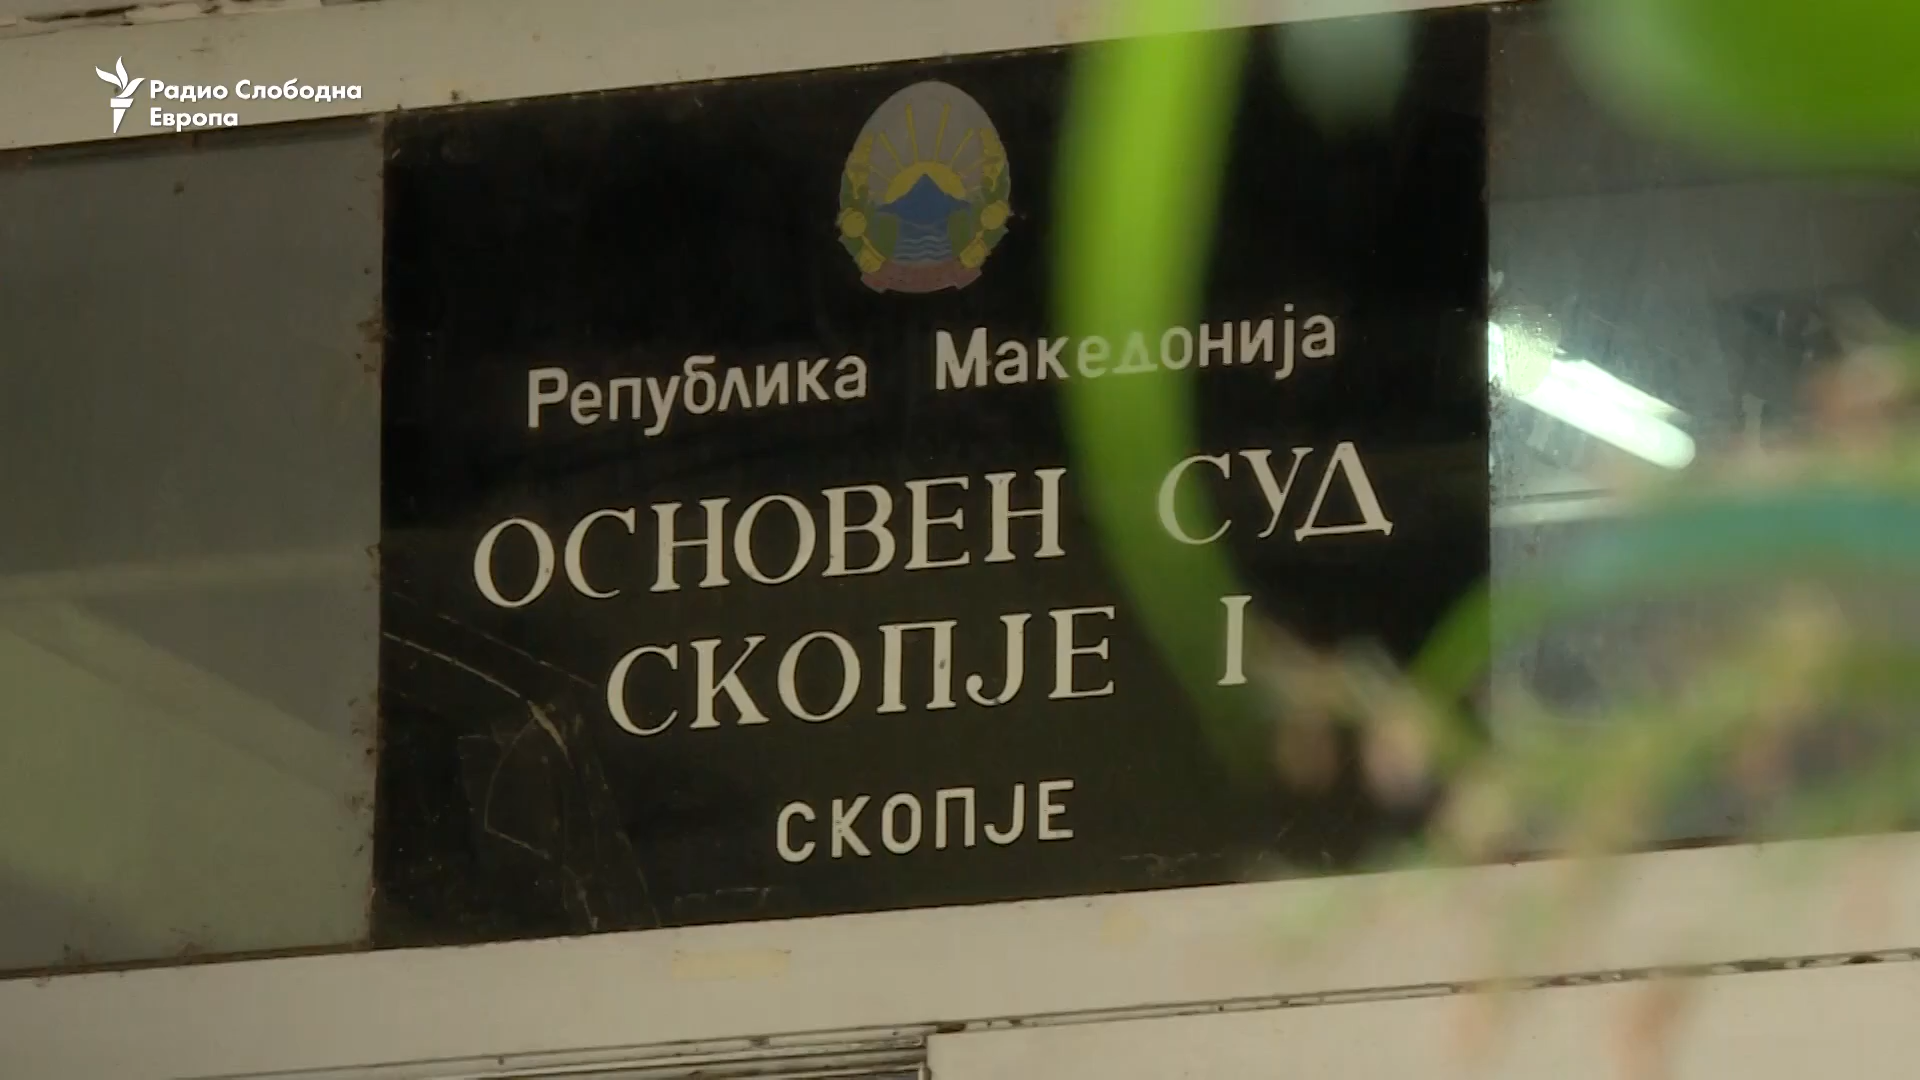 Радио Слободна
Европа
Република Македонија
ОСНОВЕН СУД
СКОПЈЕ I
СКОПЈЕ